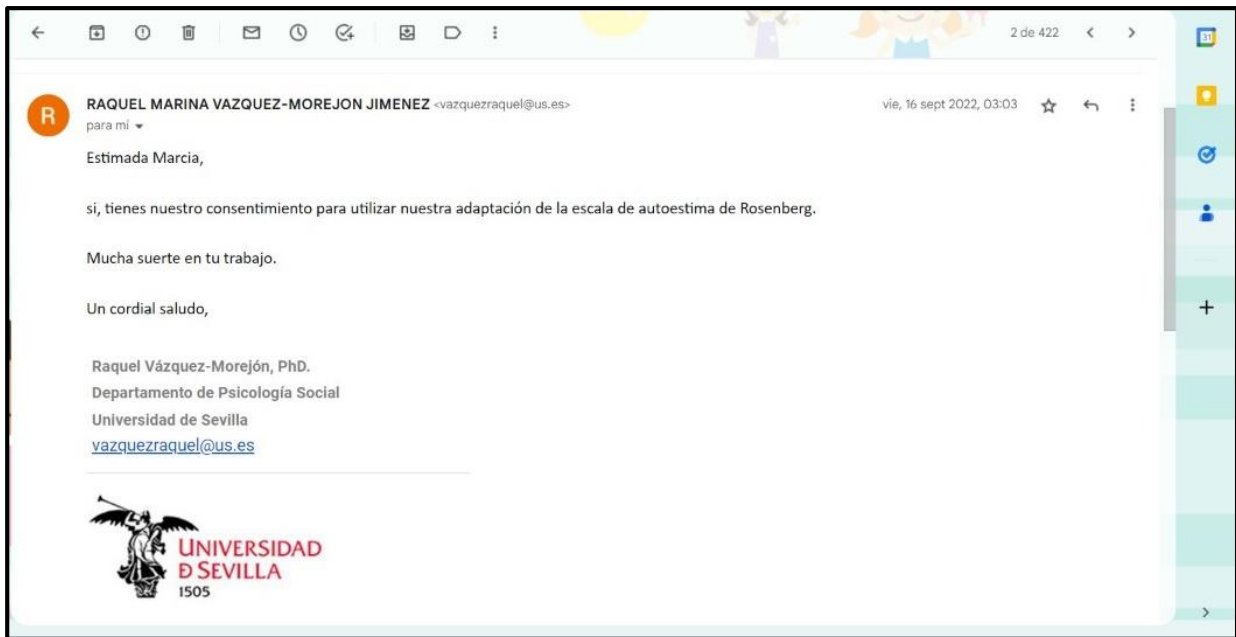 2 de 422
31
R
RAQUEL MARINA VAZQUEZ-MOREJON JIMENEZ <vazquezraquel@us.es>
vie, 16 sept 2022, 03:03
para mí
Estimada Marcia,
si, tienes nuestro consentimiento para utilizar nuestra adaptación de la escala de autoestima de Rosenberg.
Mucha suerte en tu trabajo.
Un cordial saludo,
Raquel Vázquez-Morejón, PhD.
Departamento de Psicología Social
Universidad de Sevilla
vazquezraquel@us.es
UNIVERSIDAD
Ð SEVILLA
1505